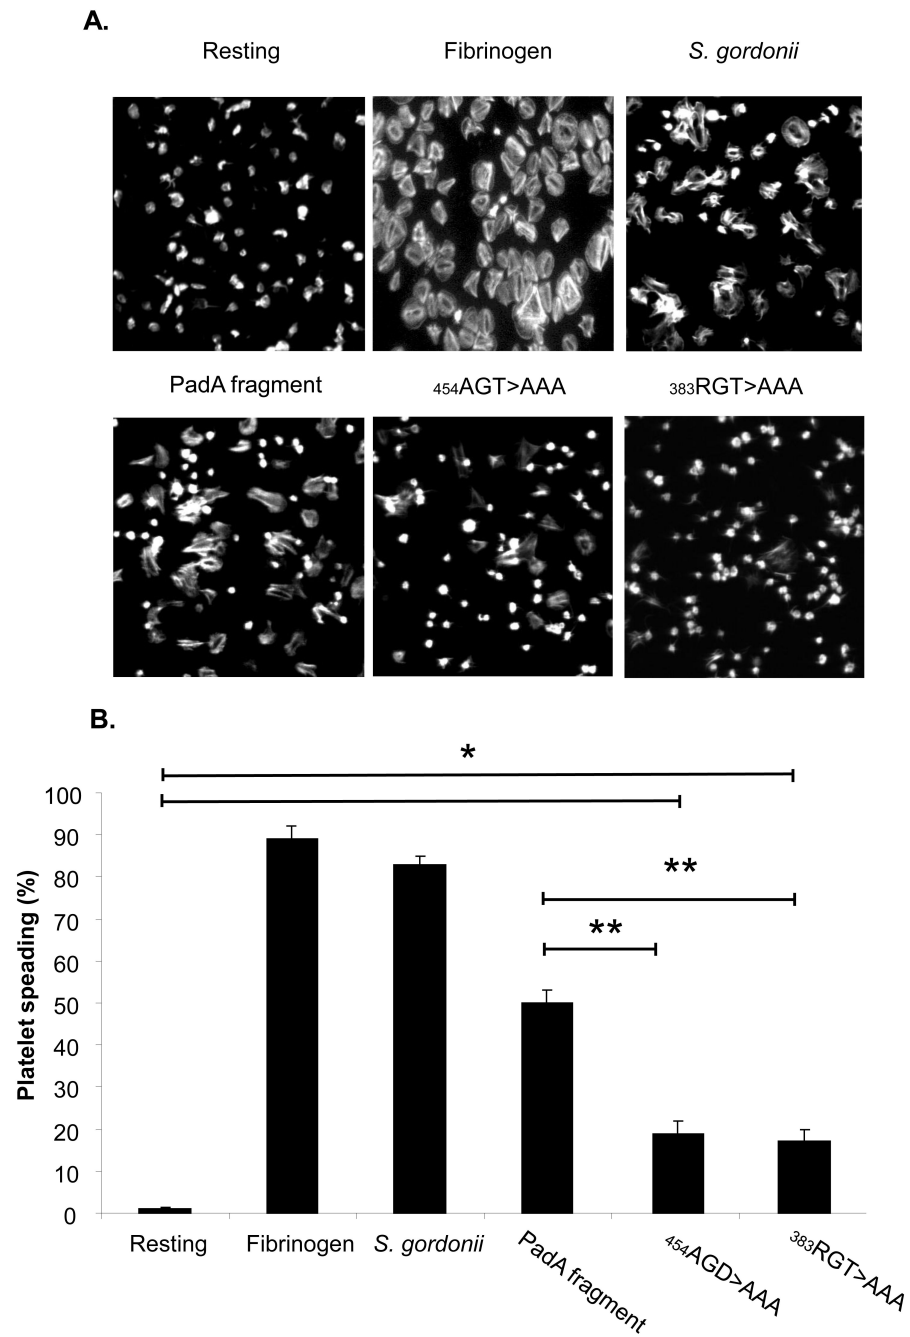 A.
Resting Fibrinogen S. gordonii
PadA fragment 454AGT>AAA 383RGT>AAA
B.
*
100
90
**
80
70
**
60
50
40
30
20
10
0
Platelet speading (%)
Resting Fibrinogen S. gordonii PadA fragment 454AGD>AAA 383RGT>AAA